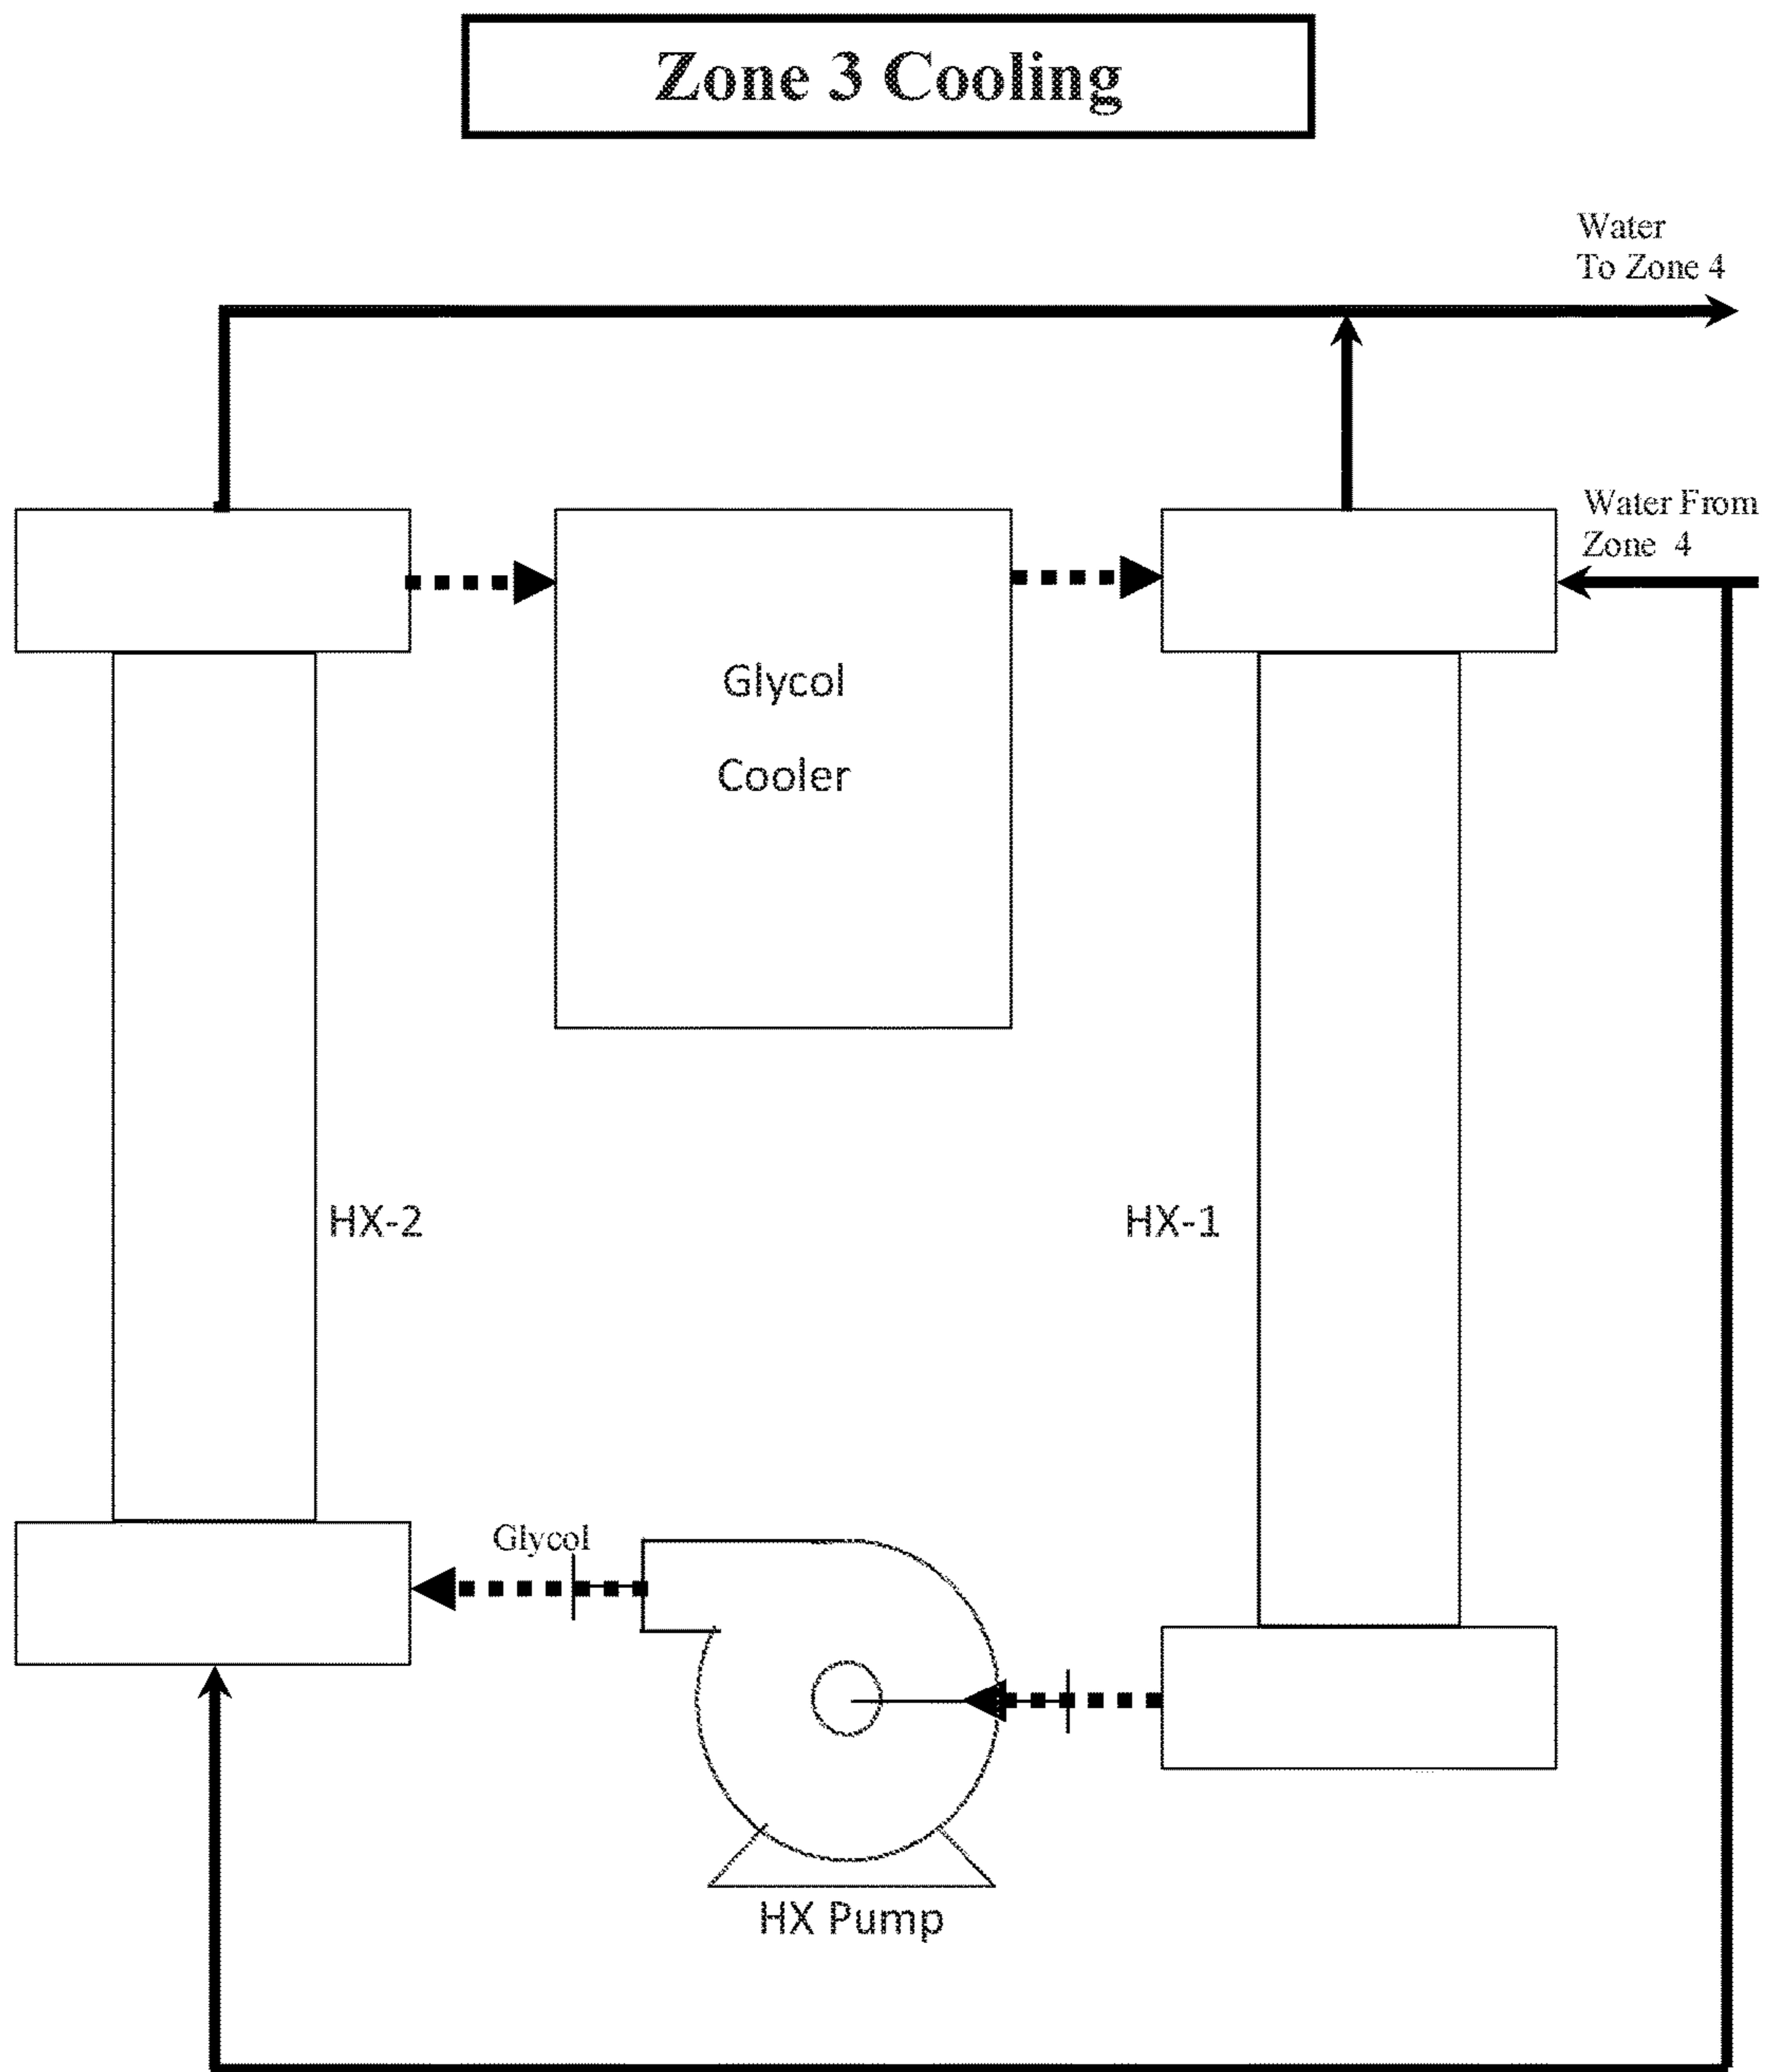 Zone 3 Cooling
Water
To Zone 4
Water From
Zone 4
Glycol
Cooler
HX-2
HX-1
Glycol
HX Pump